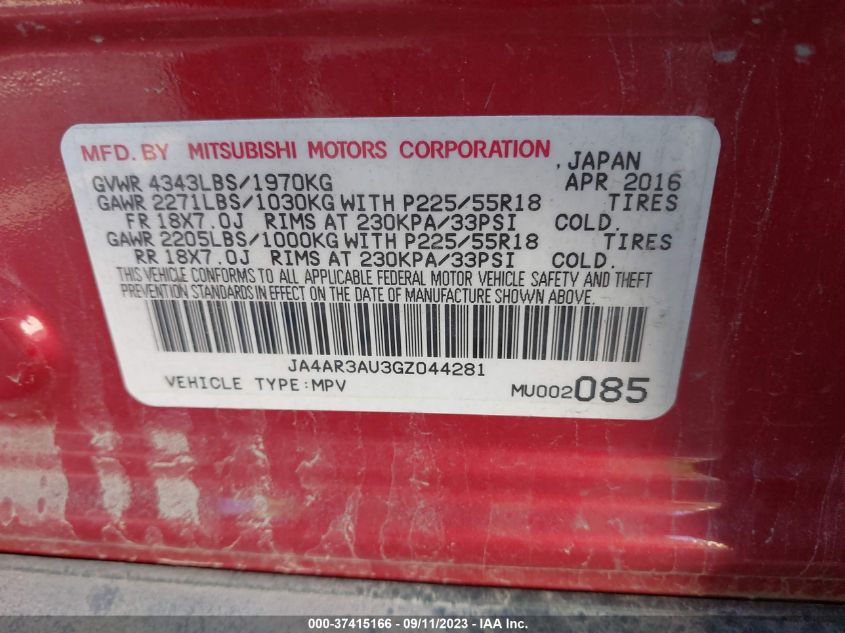 MFD. BY MITSUBISHI MOTORS CORPORATION, JAPAN
GVWR 4343LBS/1970KG APR 2016
GAWR 2271LBS/1030KG WITH P225/55R18 TIRES
FR 18X7.0J RIMS AT 230KPA/33PSI COLD.
GAWR 2205LBS/1000KG WITH P225/55R18 TIRES
RR 18X7.0J RIMS AT 230KPA/33PSI COLD.
THIS VEHICLE CONFORMS TO ALL APPLICABLE FEDERAL MOTOR VEHICLE SAFETY AND THEFT
PREVENTION STANDARDS IN EFFECT ON THE DATE OF MANUFACTURE SHOWN ABOVE.
JA4AR3AU3GZ044281
VEHICLE TYPE:MPV MU002085
000-37415166 - 09/11/2023 - © IAA Inc.